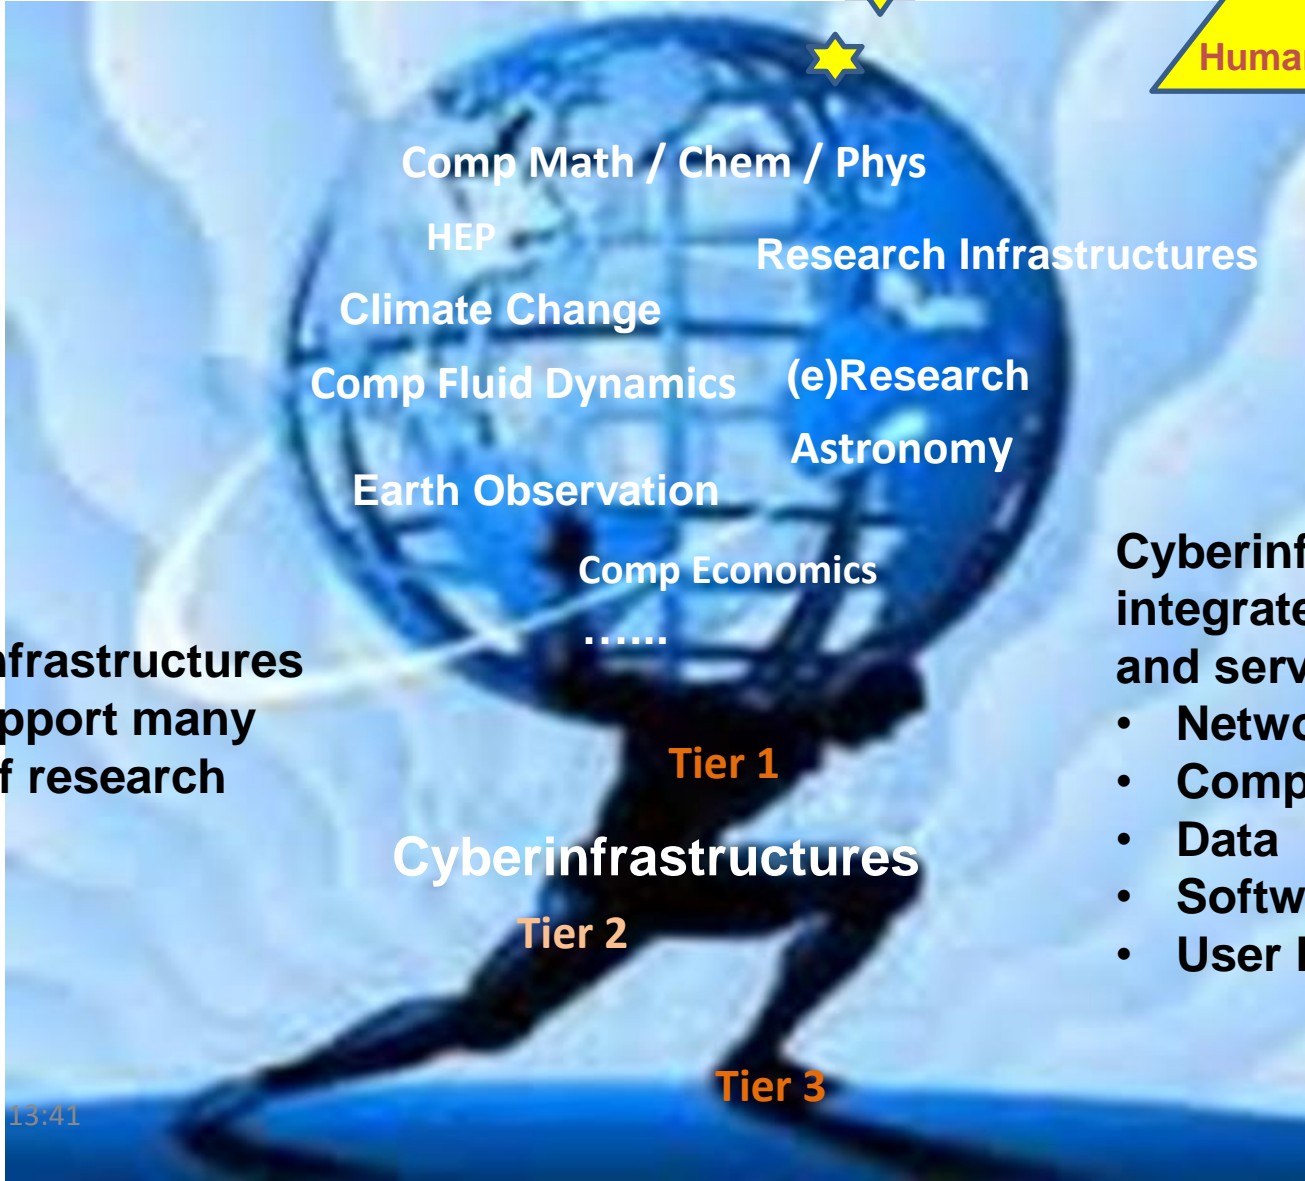 Huma
Comp Math / Chem / Phys
HEP
Research Infrastructures
Climate Change
Comp Fluid Dynamics
(e)Research
Astronomy
Earth Observation
Comp Economics
…...
nfrastructures
pport many
f research
Cyberinf
integrate
and serv
• Netwo
• Comp
• Data
• Softw
• User
Tier 1
Cyberinfrastructures
Tier 2
Tier 3
13:41